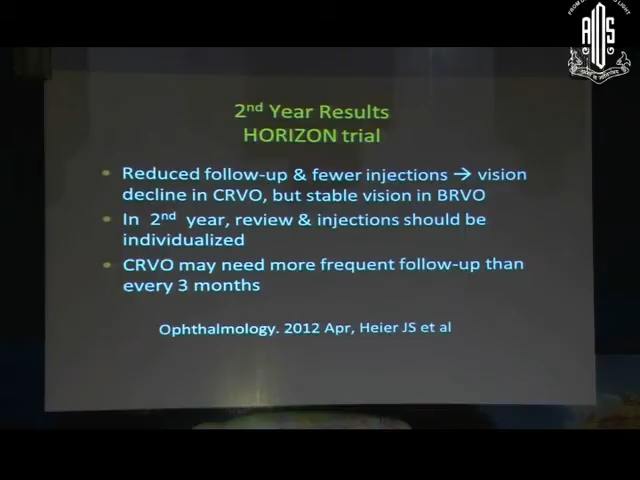 2nd Year Results
HORIZON trial
• Reduced follow-up & fewer injections → vision
decline in CRVO, but stable vision in BRVO
• In 2nd year, review & injections should be
individualized
• CRVO may need more frequent follow-up than
every 3 months
Ophthalmology. 2012 Apr, Heier JS et al